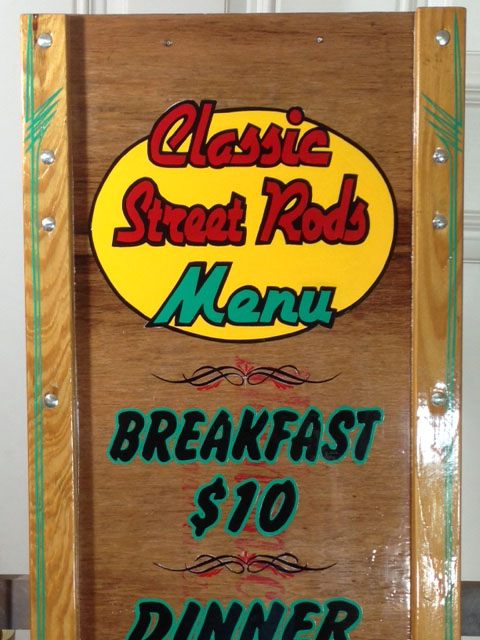 Classic
Street Rods
Menu
BREAKFAST
$10
DINNER